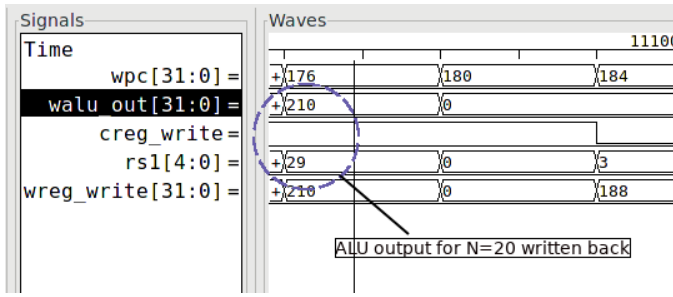 Signals
Waves
Time
11100
wpc[31:0] =
+ 176 180 184
walu_out[31:0] =
+ 210 0
creg_write =
rs1[4:0] =
+ 29 0 3
wreg_write[31:0] =
+ 210 0 188
ALU output for N=20 written back